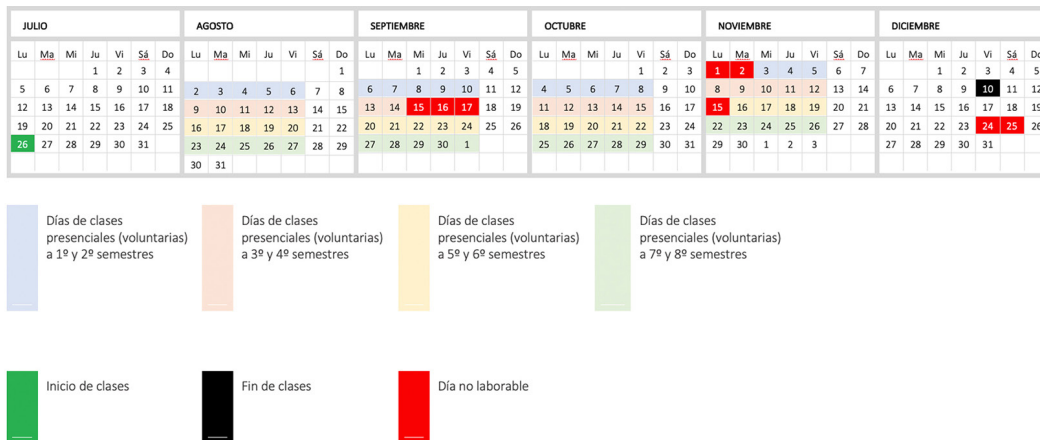 JULIO
Lu Ma Mi Ju Vi Sá Do
1 2 3 4
5 6 7 8 9 10 11
12 13 14 15 16 17 18
19 20 21 22 23 24 25
26 27 28 29 30 31
AGOSTO
Lu Ma Mi Ju Vi Sá Do
1
2 3 4 5 6 7 8
9 10 11 12 13 14 15
16 17 18 19 20 21 22
23 24 25 26 27 28 29
30 31
SEPTIEMBRE
Lu Ma Mi Ju Vi Sá Do
1 2 3 4 5
6 7 8 9 10 11 12
13 14 15 16 17 18 19
20 21 22 23 24 25 26
27 28 29 30 1
OCTUBRE
Lu Ma Mi Ju Vi Sá Do
1 2 3
4 5 6 7 8 9 10
11 12 13 14 15 16 17
18 19 20 21 22 23 24
25 26 27 28 29 30 31
NOVIEMBRE
Lu Ma Mi Ju Vi Sá Do
1 2 3 4 5 6 7
8 9 10 11 12 13 14
15 16 17 18 19 20 21
22 23 24 25 26 27 28
29 30 1 2 3
DICIEMBRE
Lu Ma Mi Ju Vi Sá Do
1 2 3 4 5
6 7 8 9 10 11 12
13 14 15 16 17 18 19
20 21 22 23 24 25 26
27 28 29 30 31
Días de clases
presenciales (voluntarias)
a 1º y 2º semestres
Días de clases
presenciales (voluntarias)
a 3º y 4º semestres
Días de clases
presenciales (voluntarias)
a 5º y 6º semestres
Días de clases
presenciales (voluntarias)
a 7º y 8º semestres
Inicio de clases
Fin de clases
Día no laborable